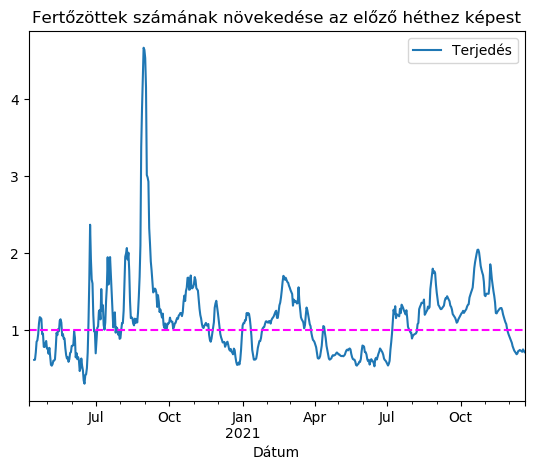 Fertőzöttek számának növekedése az előző héthez képest
Terjedés
4
3
2
1
Jul
Oct
Jan
2021
Apr
Jul
Oct
Dátum